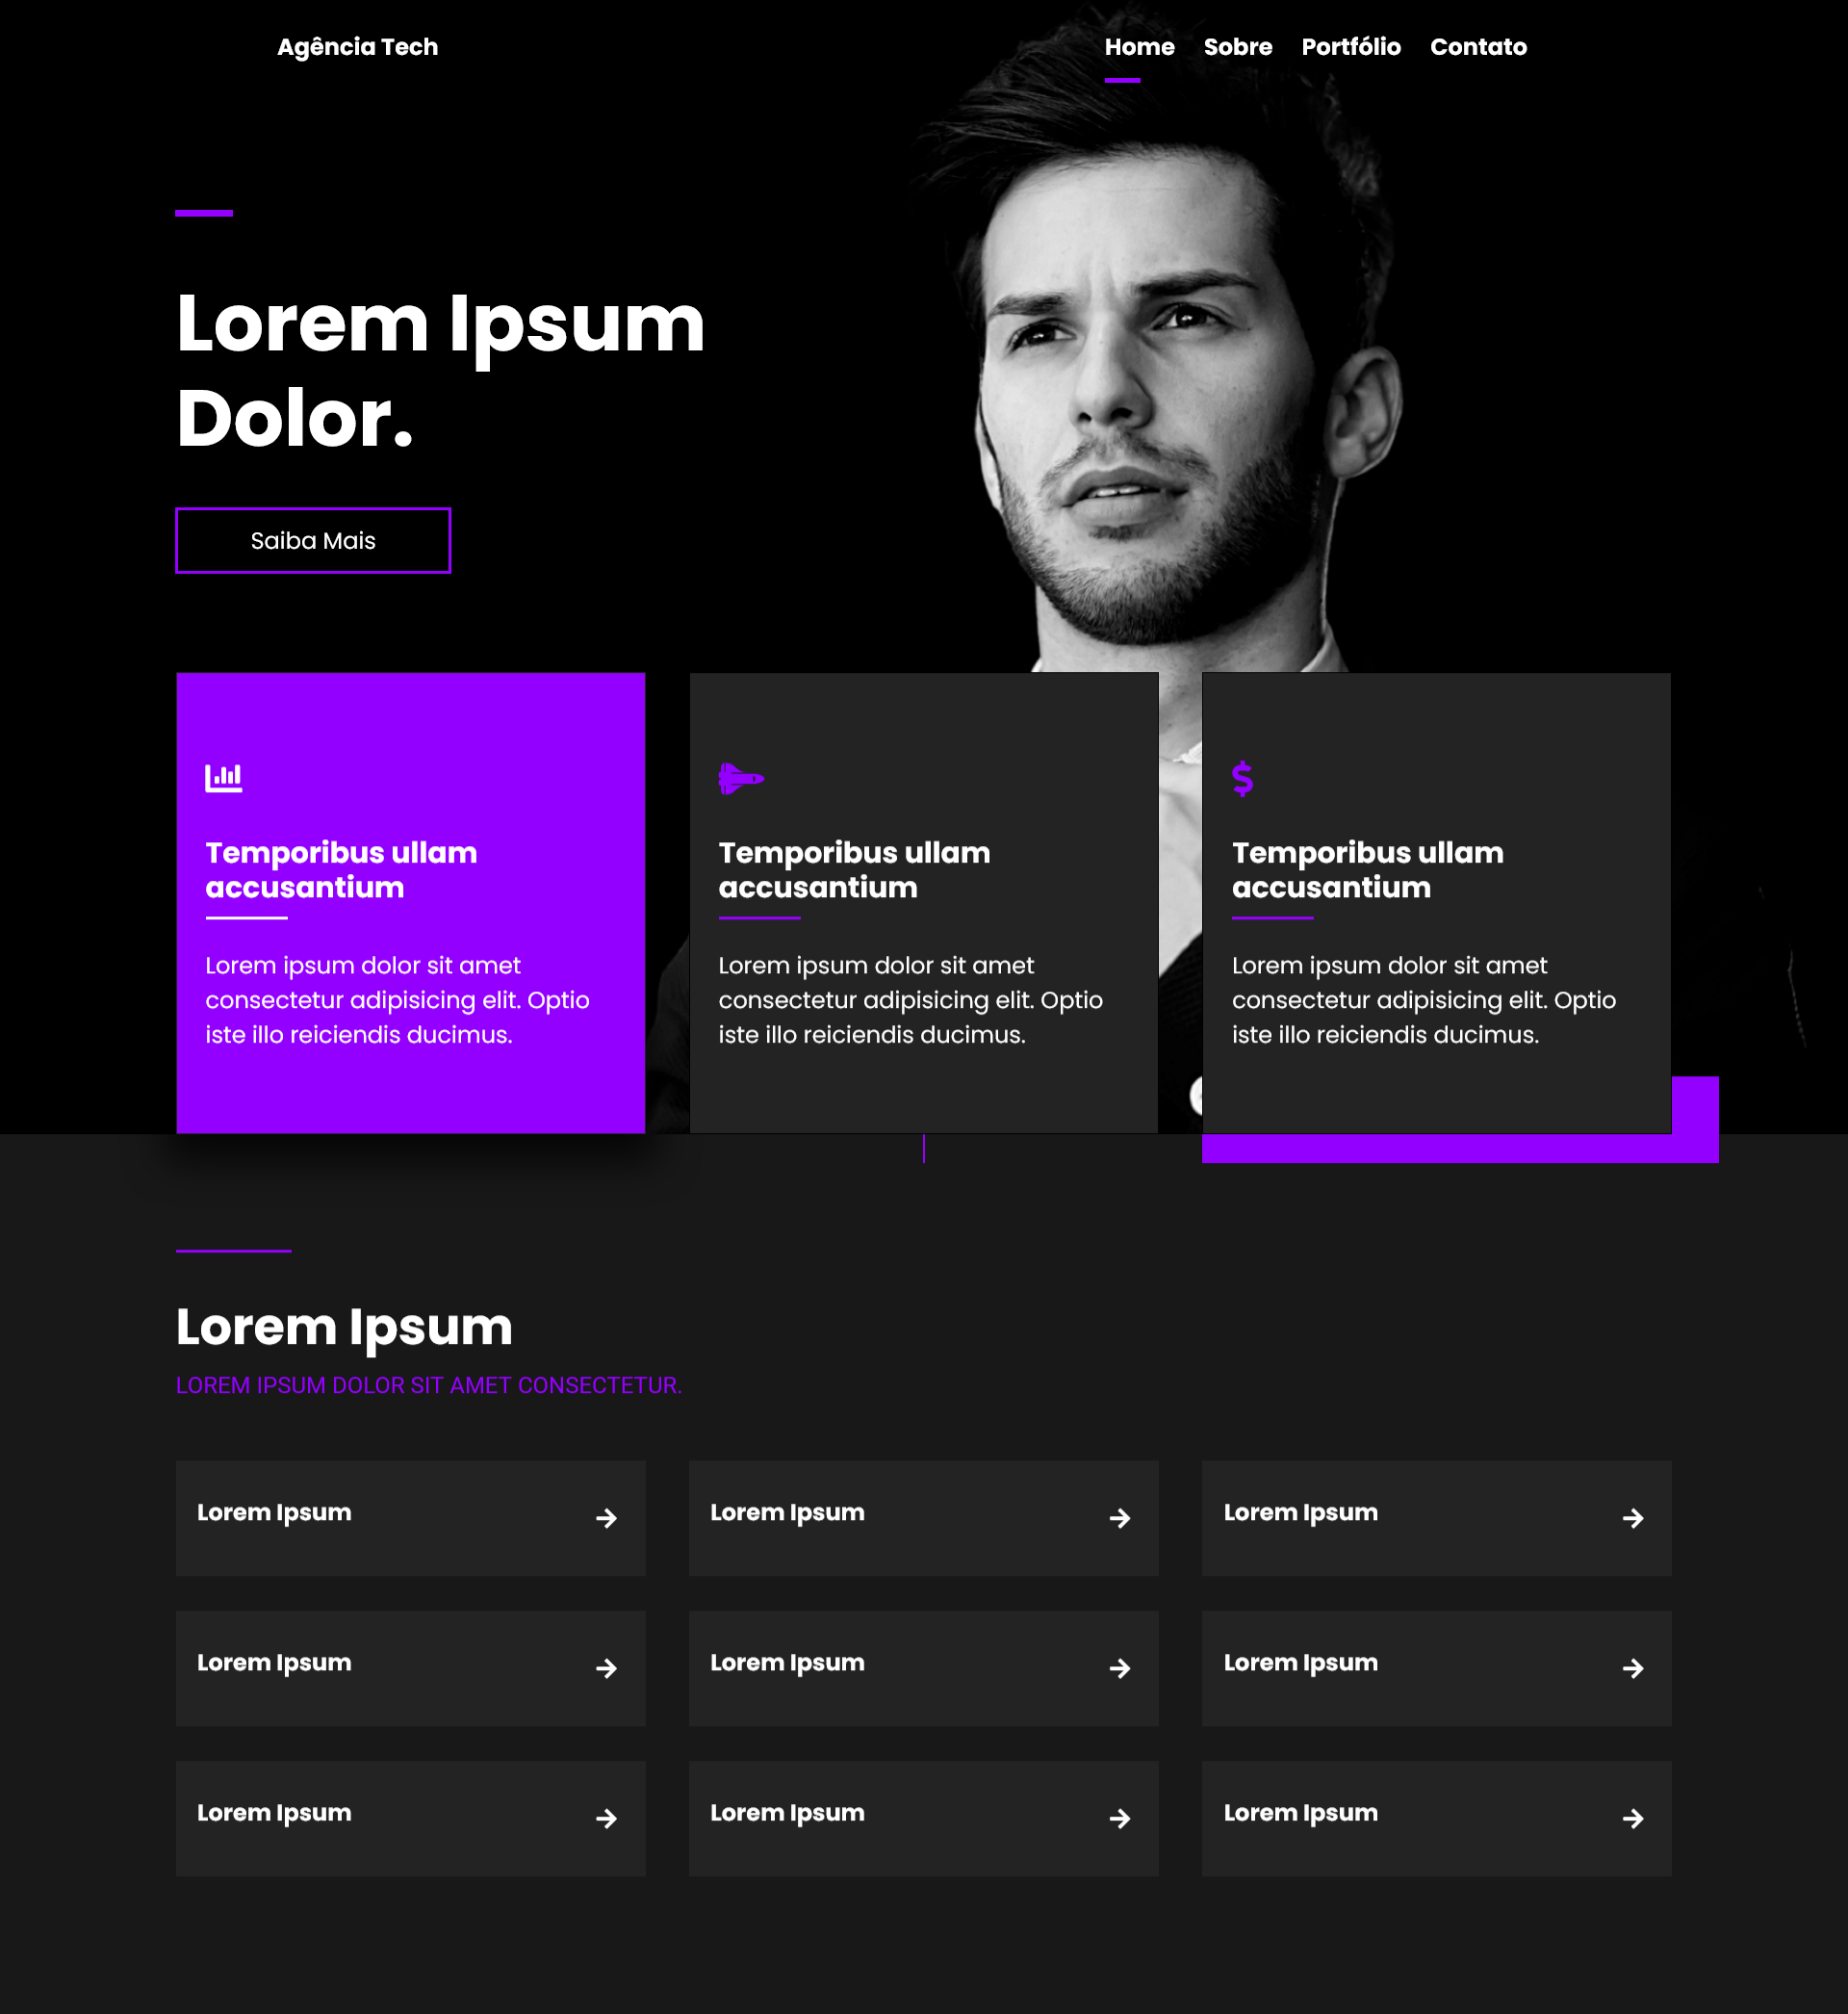 Agência Tech
Home Sobre Portfólio Contato
Lorem Ipsum
Dolor.
Saiba Mais
Temporibus ullam
accusantium
Lorem ipsum dolor sit amet
consectetur adipisicing elit. Optio
iste illo reiciendis ducimus.
Temporibus ullam
accusantium
Lorem ipsum dolor sit amet
consectetur adipisicing elit. Optio
iste illo reiciendis ducimus.
Temporibus ullam
accusantium
Lorem ipsum dolor sit amet
consectetur adipisicing elit. Optio
iste illo reiciendis ducimus.
Lorem Ipsum
LOREM IPSUM DOLOR SIT AMET CONSECTETUR.
Lorem Ipsum
Lorem Ipsum
Lorem Ipsum
Lorem Ipsum
Lorem Ipsum
Lorem Ipsum
Lorem Ipsum
Lorem Ipsum
Lorem Ipsum